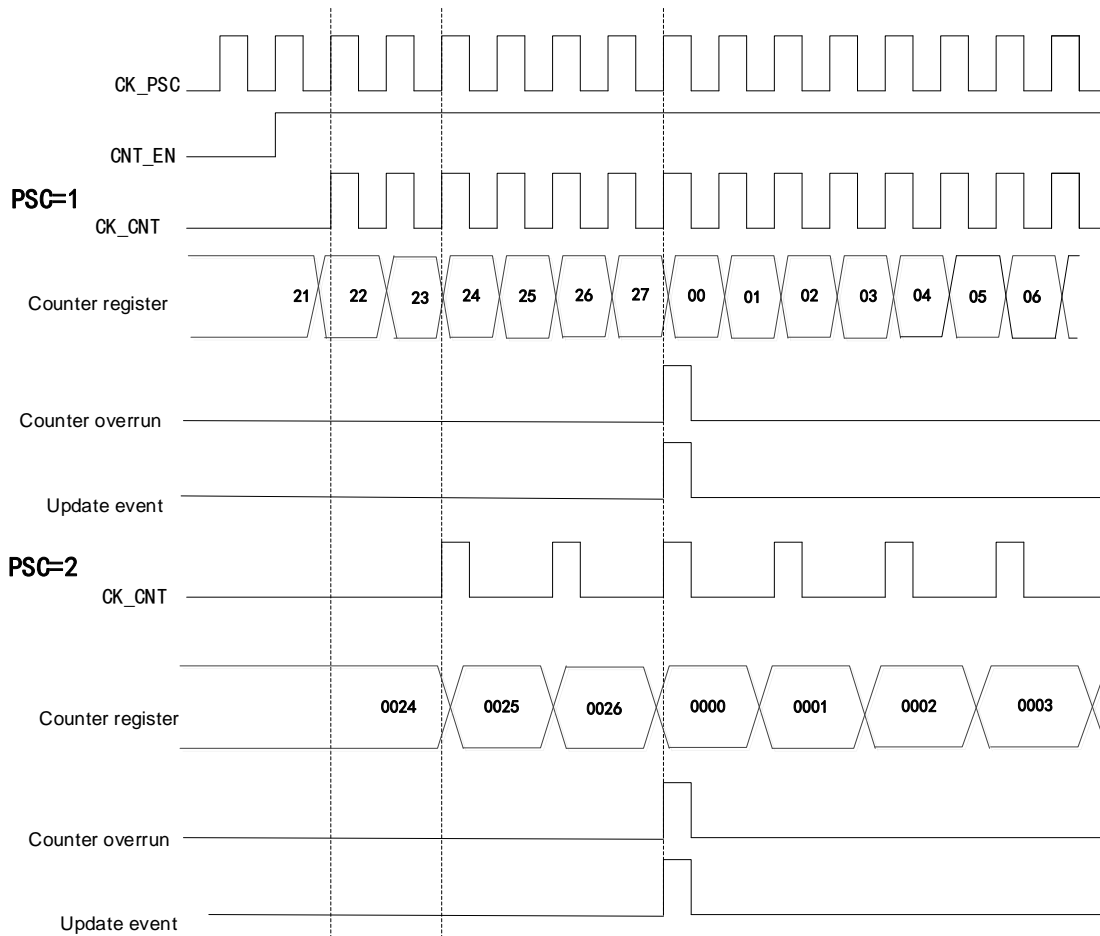 CK_PSC
CNT_EN
PSC=1
CK_CNT
Counter register 21 22 23 24 25 26 27 00 01 02 03 04 05 06
Counter overrun
Update event
PSC=2
CK_CNT
Counter register 0024 0025 0026 0000 0001 0002 0003
Counter overrun
Update event